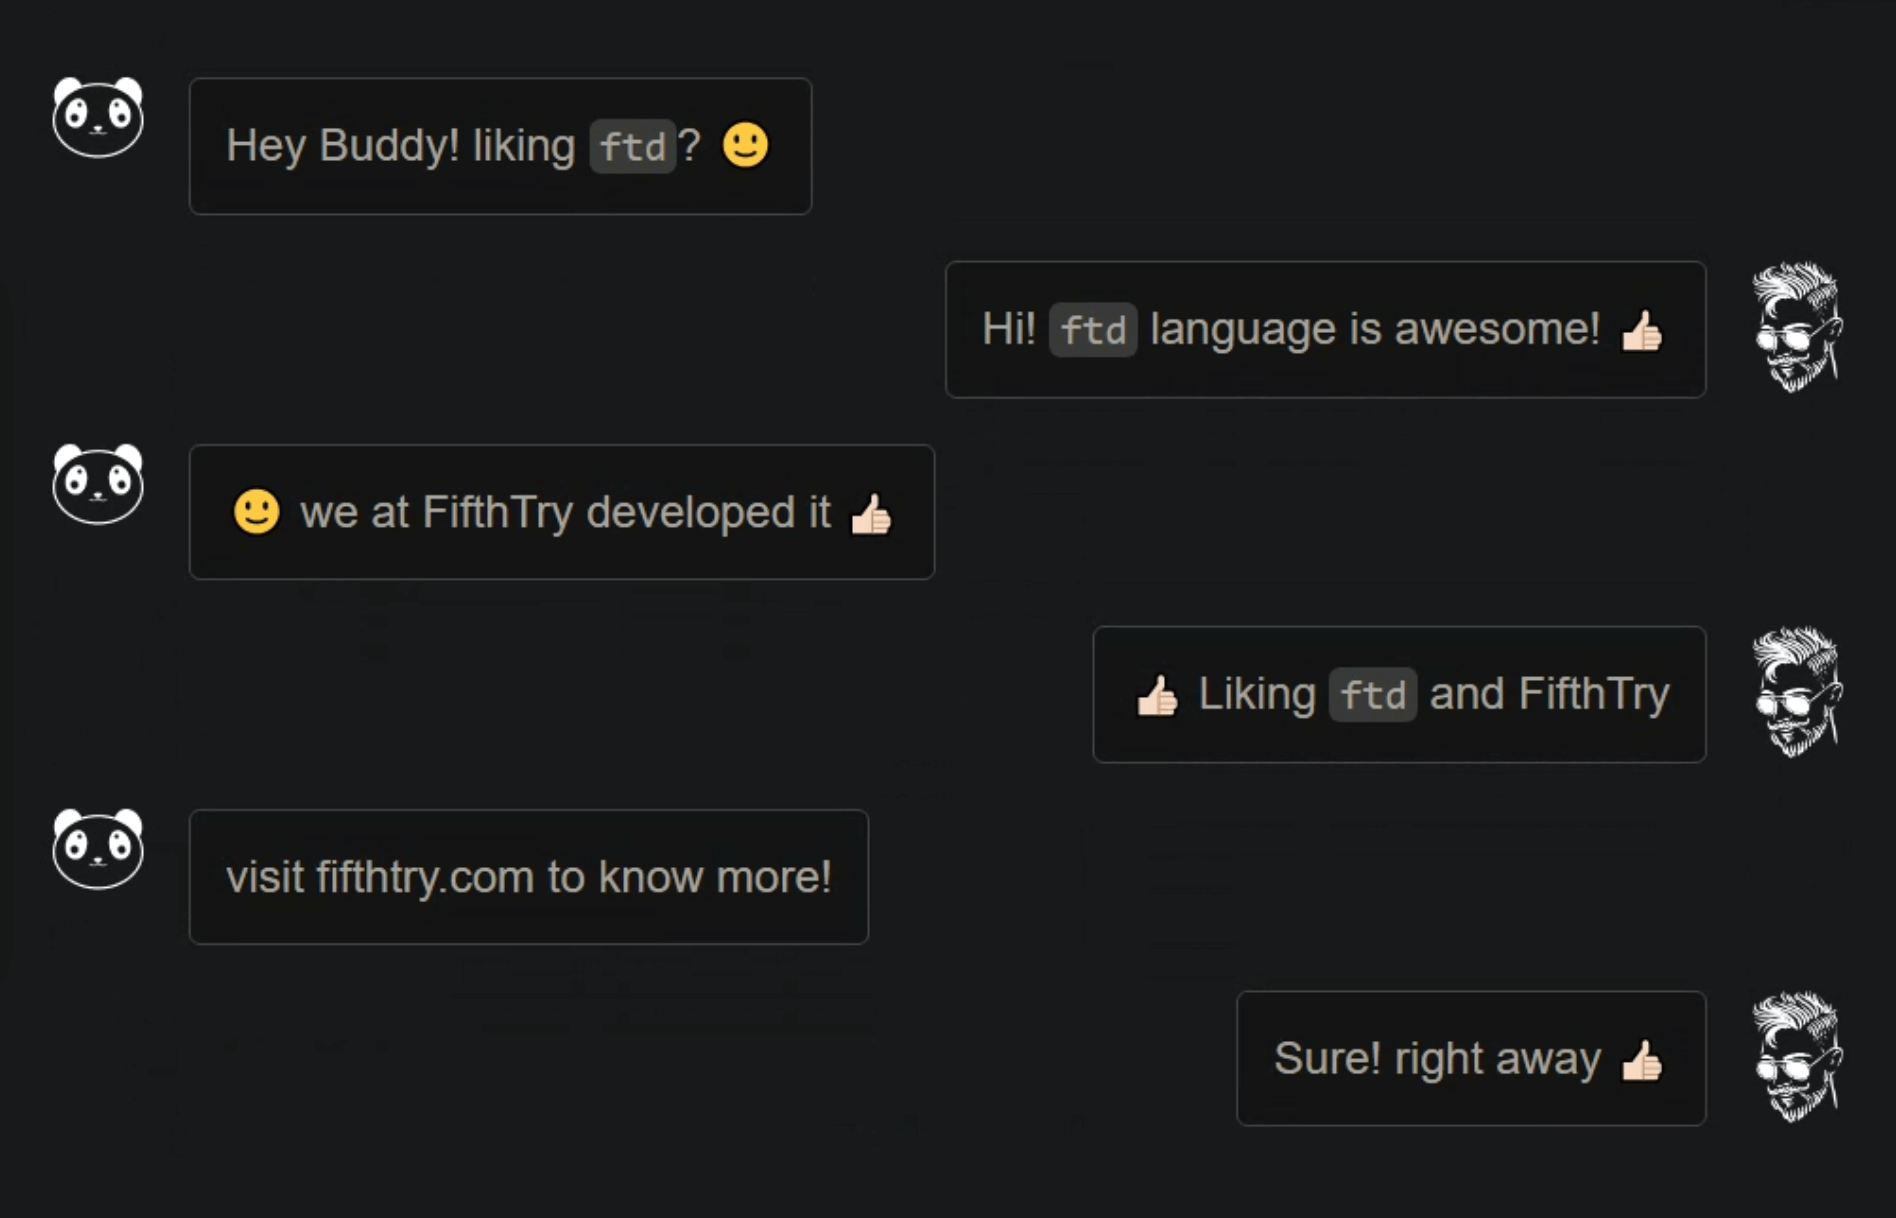 Hey Buddy! liking ftd? 🙂
Hi! ftd language is awesome! 👍🏻
🙂 we at FifthTry developed it 👍🏻
👍🏻 Liking ftd and FifthTry
visit fifthtry.com to know more!
Sure! right away 👍🏻